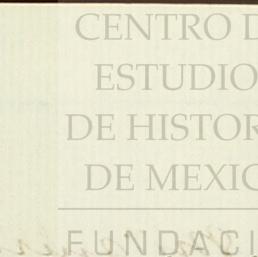 CENTRO D
ESTUDIO
DE HISTOR
DE MEXIC
FUNDACI